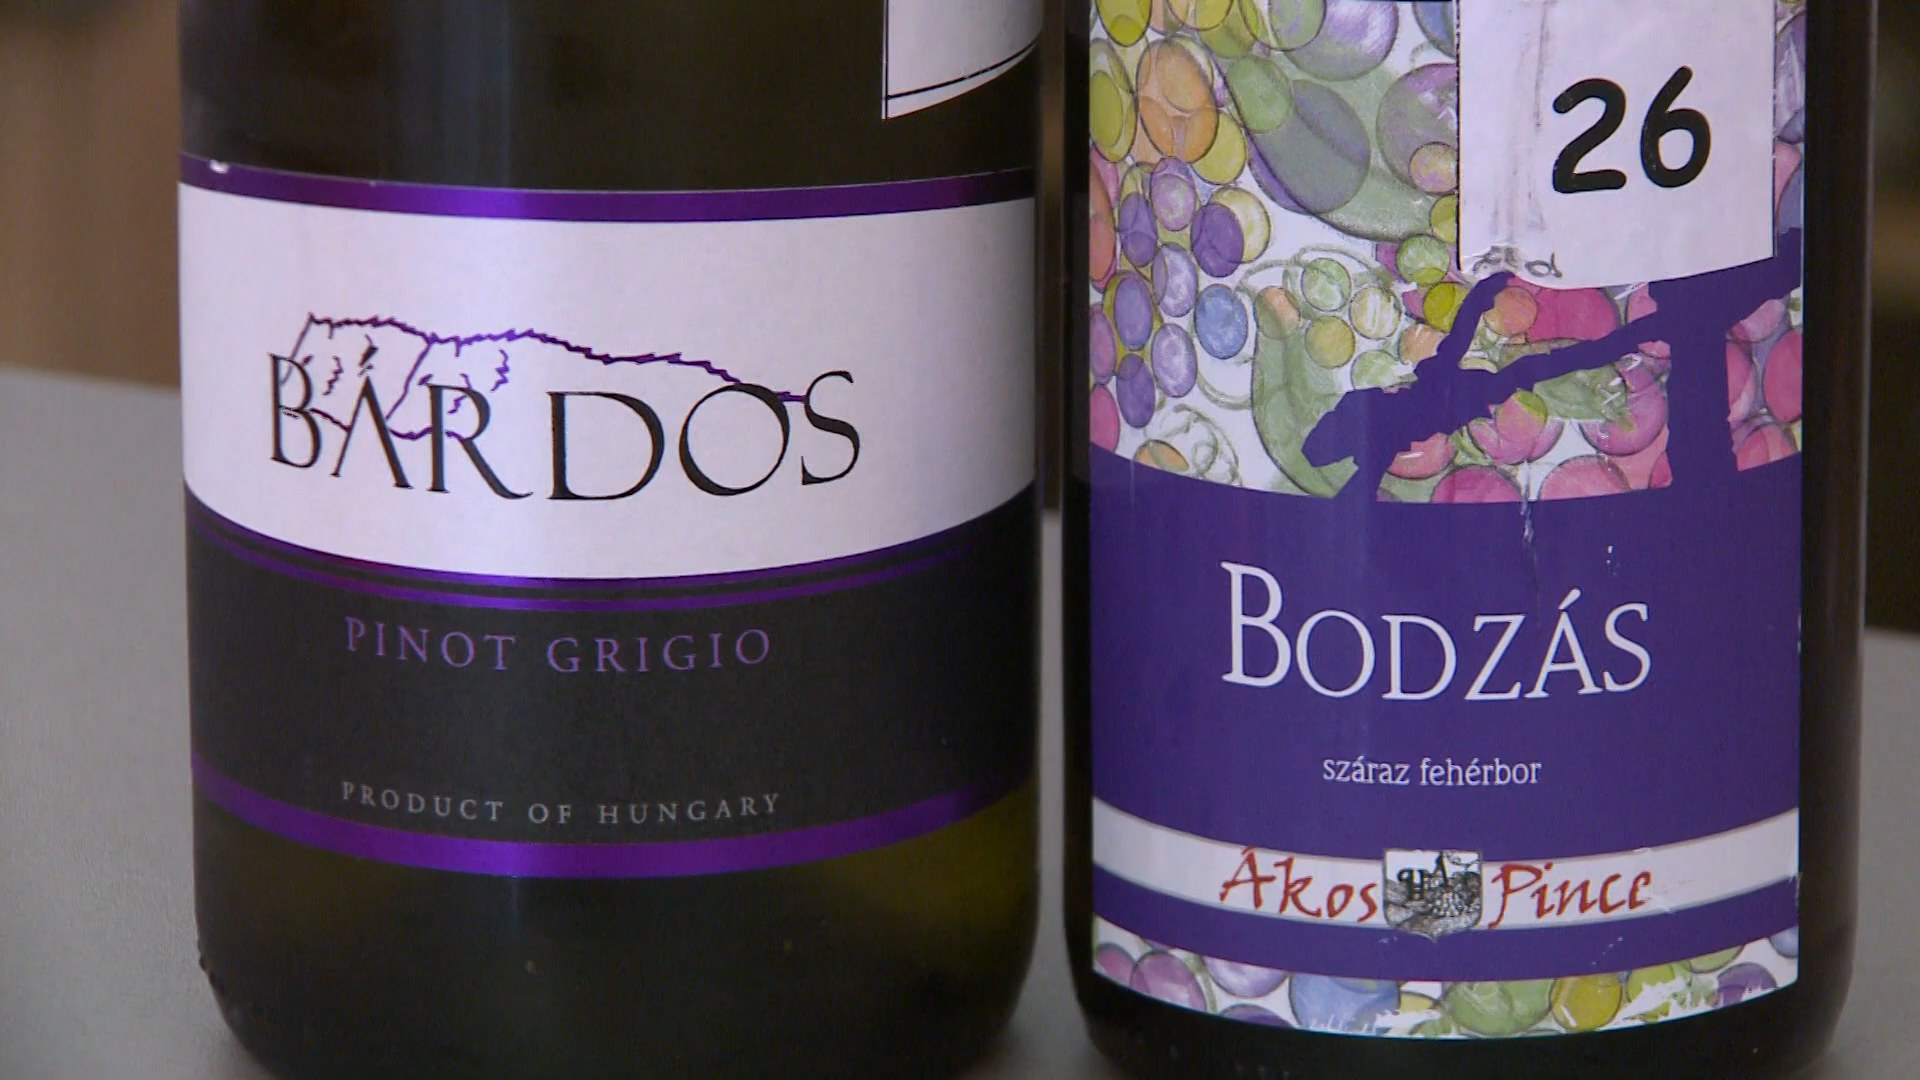 BÁRDOS
PINOT GRIGIO
PRODUCT OF HUNGARY
26
BODZÁS
száraz fehérbor
Ákos Pince